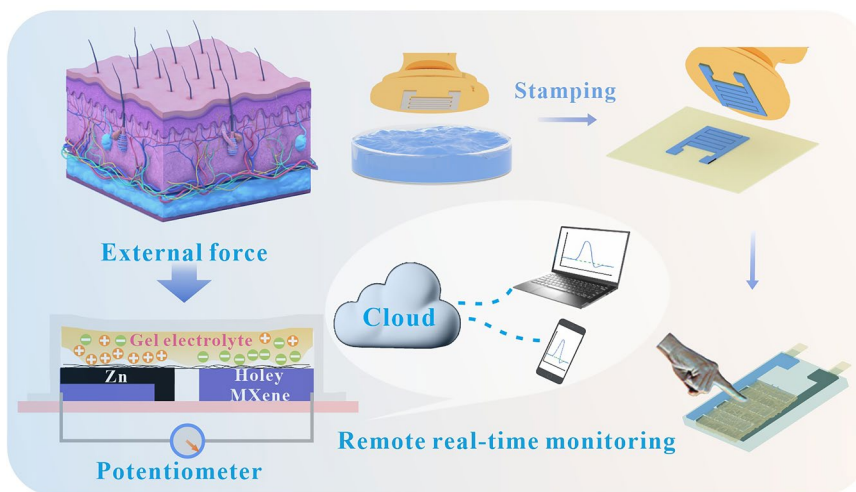 Stamping
External force
Cloud
Gel electrolyte
Zn
Holey
MXene
Remote real-time monitoring
Potentiometer